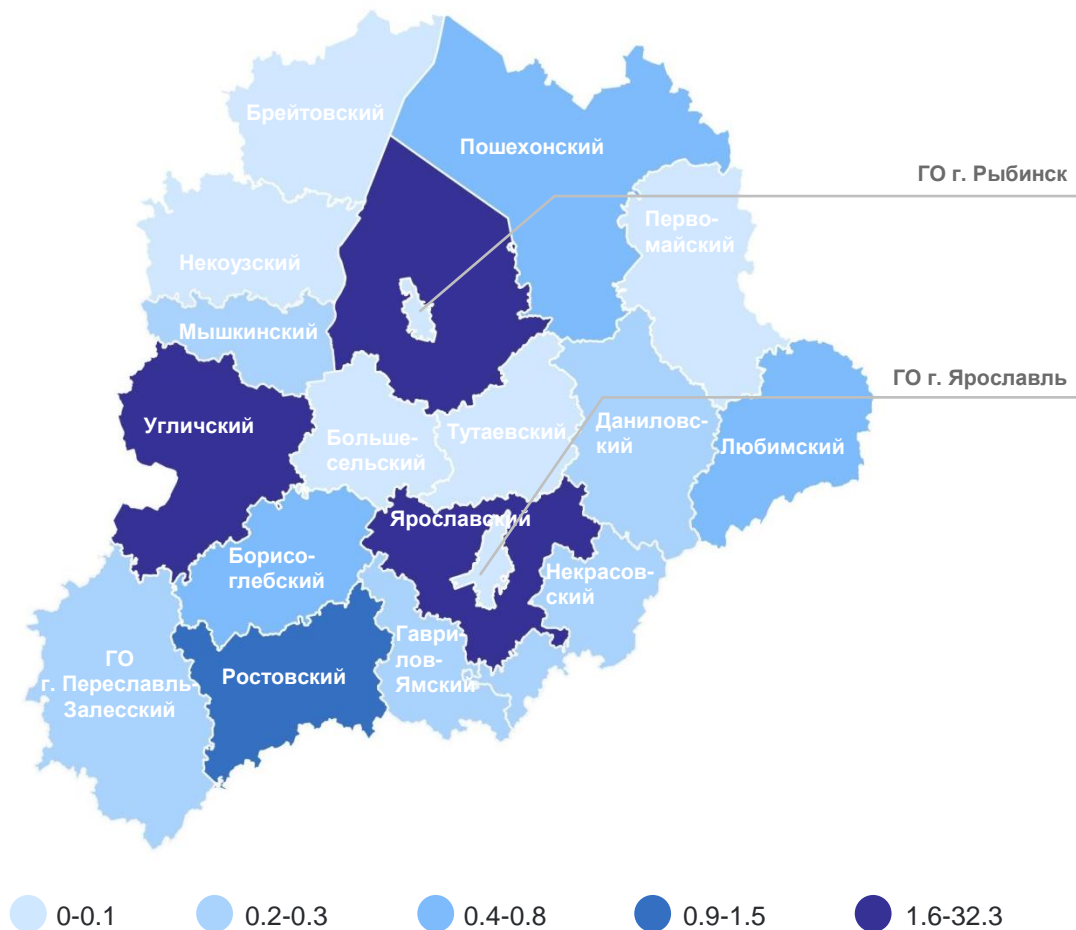 Брейтовский
Пошехонский
ГО г. Рыбинск
Перво-
майский
Некоузский
Мышкинский
ГО г. Ярославль
Угличский
Больше-
сельский
Тутаевский
Даниловс-
кий
Любимский
Ярославский
Борисо-
глебский
Некрасов-
ский
Гаври-
лов-
Ямский
ГО
г. Переславль-
Залесский
Ростовский
0-0.1
0.2-0.3
0.4-0.8
0.9-1.5
1.6-32.3